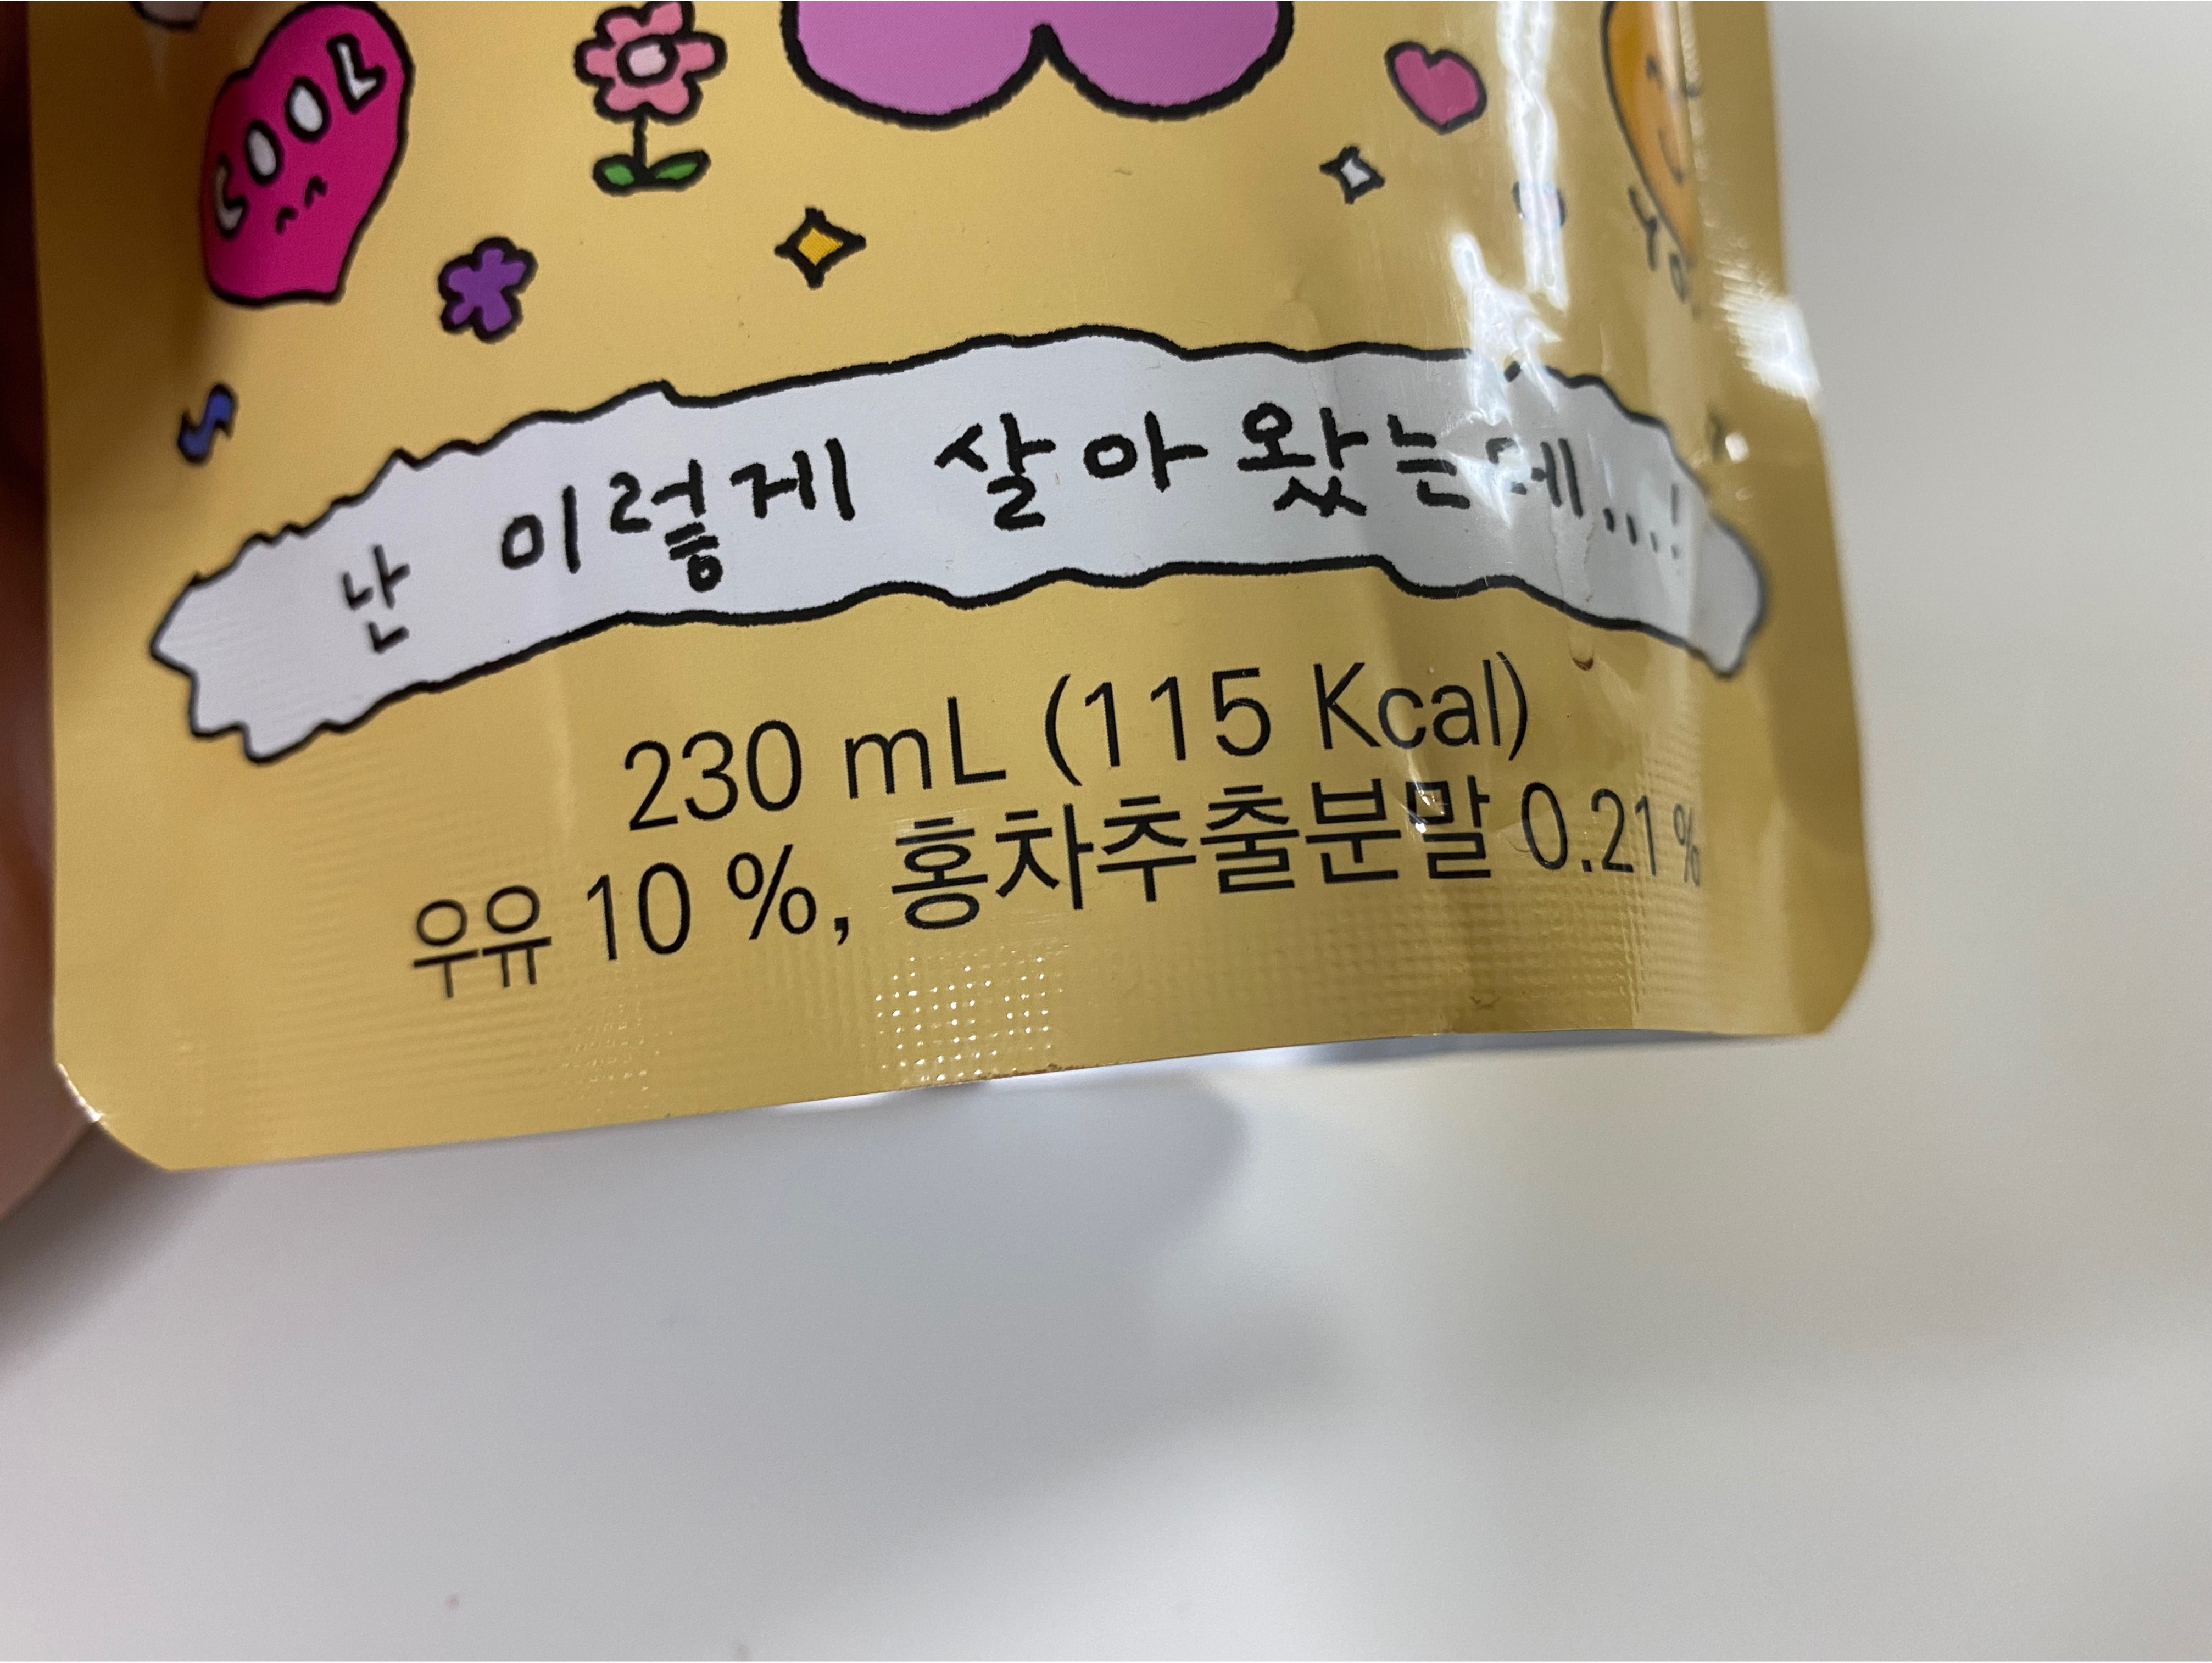 COOL
난 이렇게 살아왔는데...!
230 mL (115 Kcal)
우유 10 %, 홍차추출분말 0.21 %